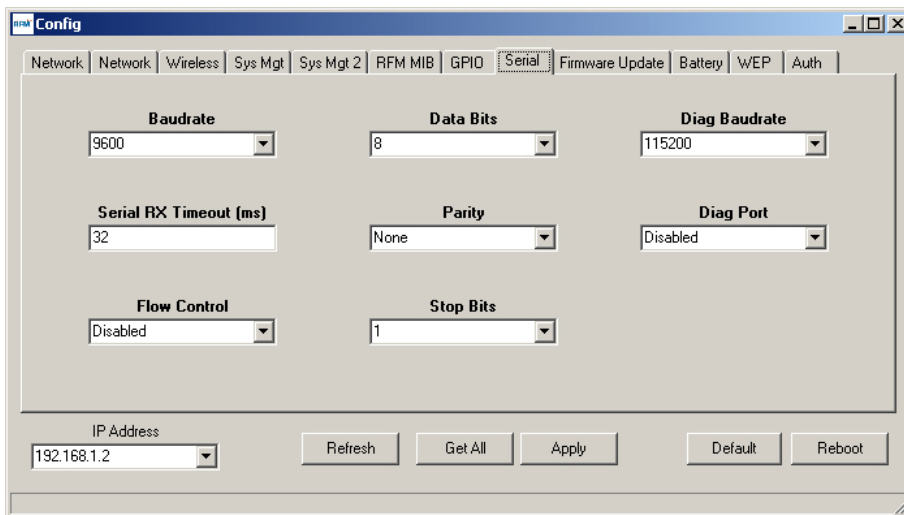 RFM Config
Network Network Wireless Sys Mgt Sys Mgt 2 RFM MIB GPIO Serial Firmware Update Battery WEP Auth
Baudrate Data Bits Diag Baudrate
9600 8 115200
Serial RX Timeout (ms) Parity Diag Port
32 None Disabled
Flow Control Stop Bits
Disabled 1
IP Address
192.168.1.2 Refresh Get All Apply Default Reboot